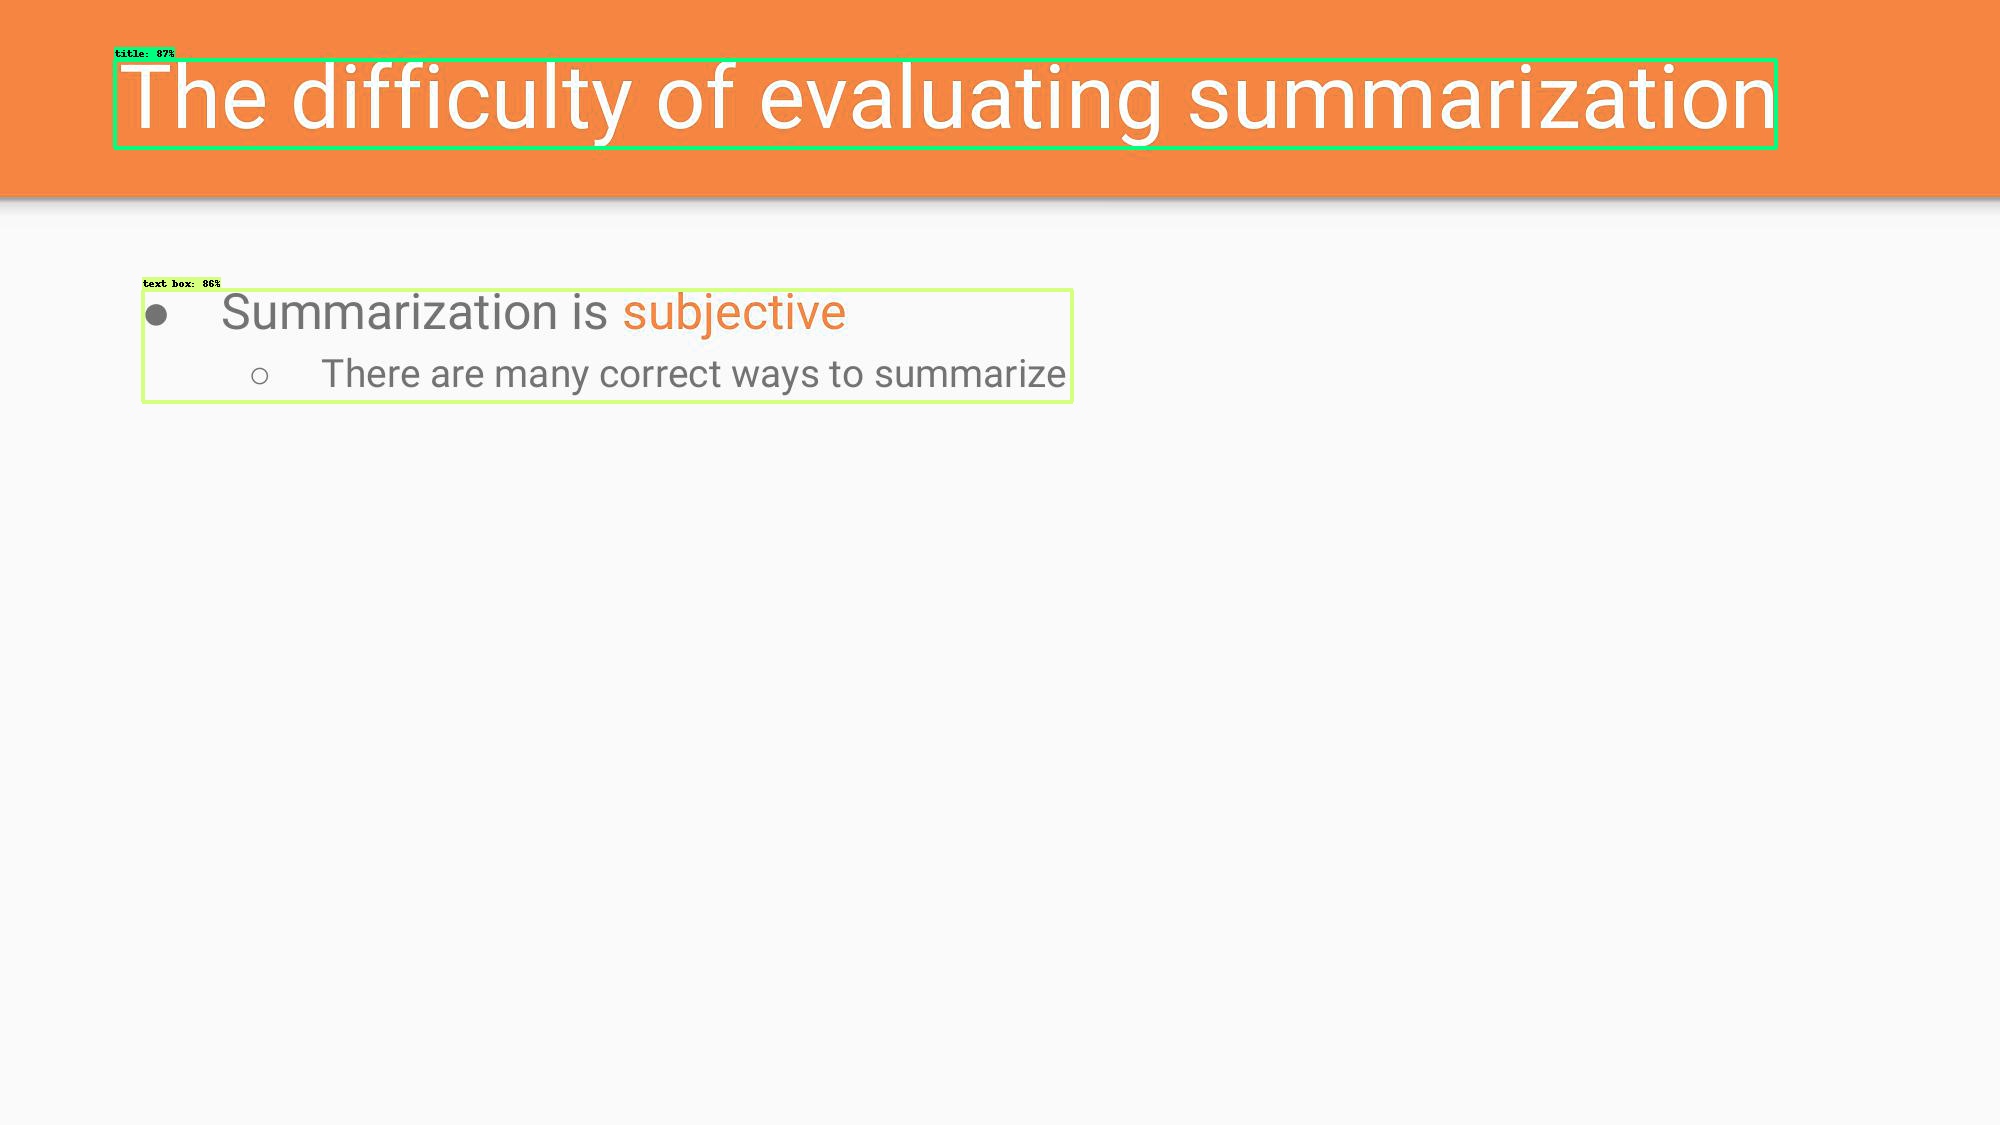 title: 87%
The difficulty of evaluating summarization
text box: 86%
● Summarization is subjective
○ There are many correct ways to summarize